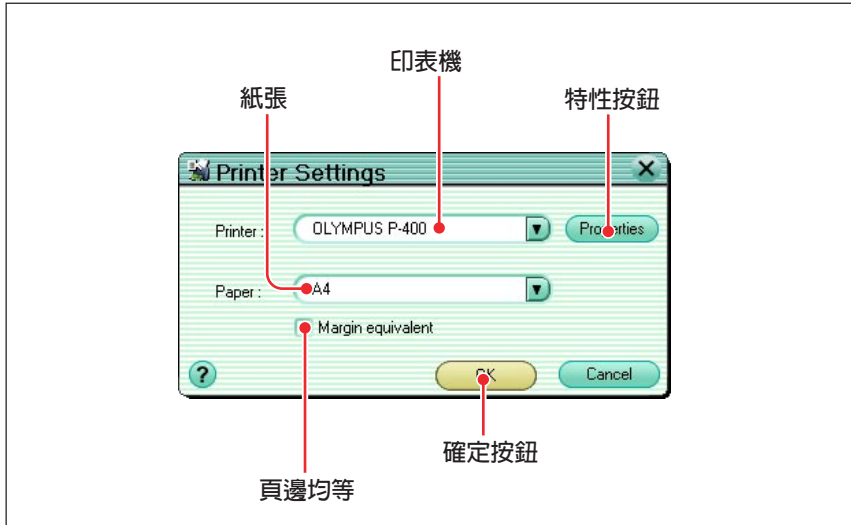 印表機
紙張
特性按鈕
Printer Settings
Printer :
OLYMPUS P-400
Properties
Paper :
A4
Margin equivalent
?
OK
Cancel
確定按鈕
頁邊均等